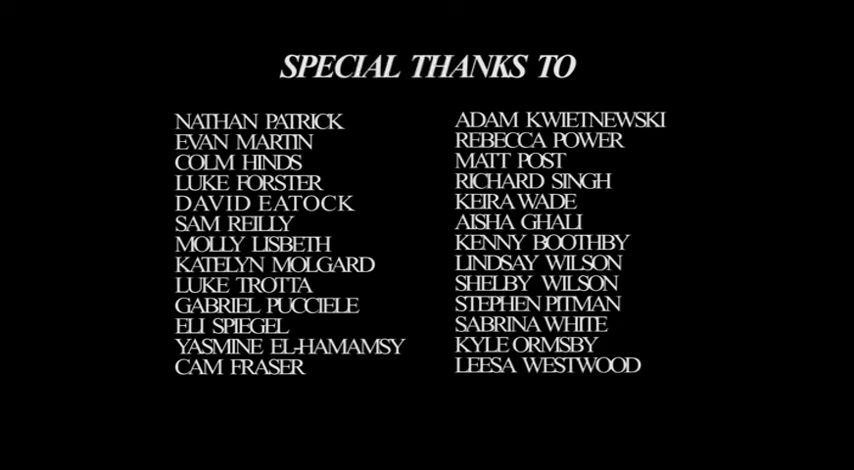 SPECIAL THANKS TO
NATHAN PATRICK
EVAN MARTIN
COLM HINDS
LUKE FORSTER
DAVID EATOCK
SAM REILLY
MOLLY LISBETH
KATELYN MOLGARD
LUKE TROTTA
GABRIEL PUCCIELE
ELI SPIEGEL
YASMINE EL-HAMAMSY
CAM FRASER
ADAM KWIETNEWSKI
REBECCA POWER
MATT POST
RICHARD SINGH
KEIRA WADE
AISHA GHALI
KENNY BOOTHBY
LINDSAY WILSON
SHELBY WILSON
STEPHEN PITMAN
SABRINA WHITE
KYLE ORMSBY
LEESA WESTWOOD